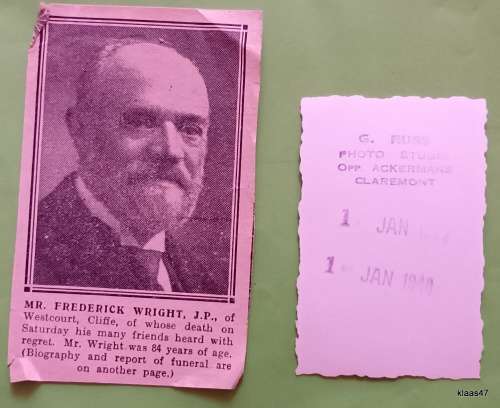 MR. FREDERICK WRIGHT, J.P., of
Westcourt, Cliffe, of whose death on
Saturday his many friends heard with
regret. Mr. Wright was 84 years of age.
(Biography and report of funeral are
on another page.)
G. RUSS
PHOTO STUDIO
OPP ACKERMANS
CLAREMONT
1 JAN
1 JAN
klaas47